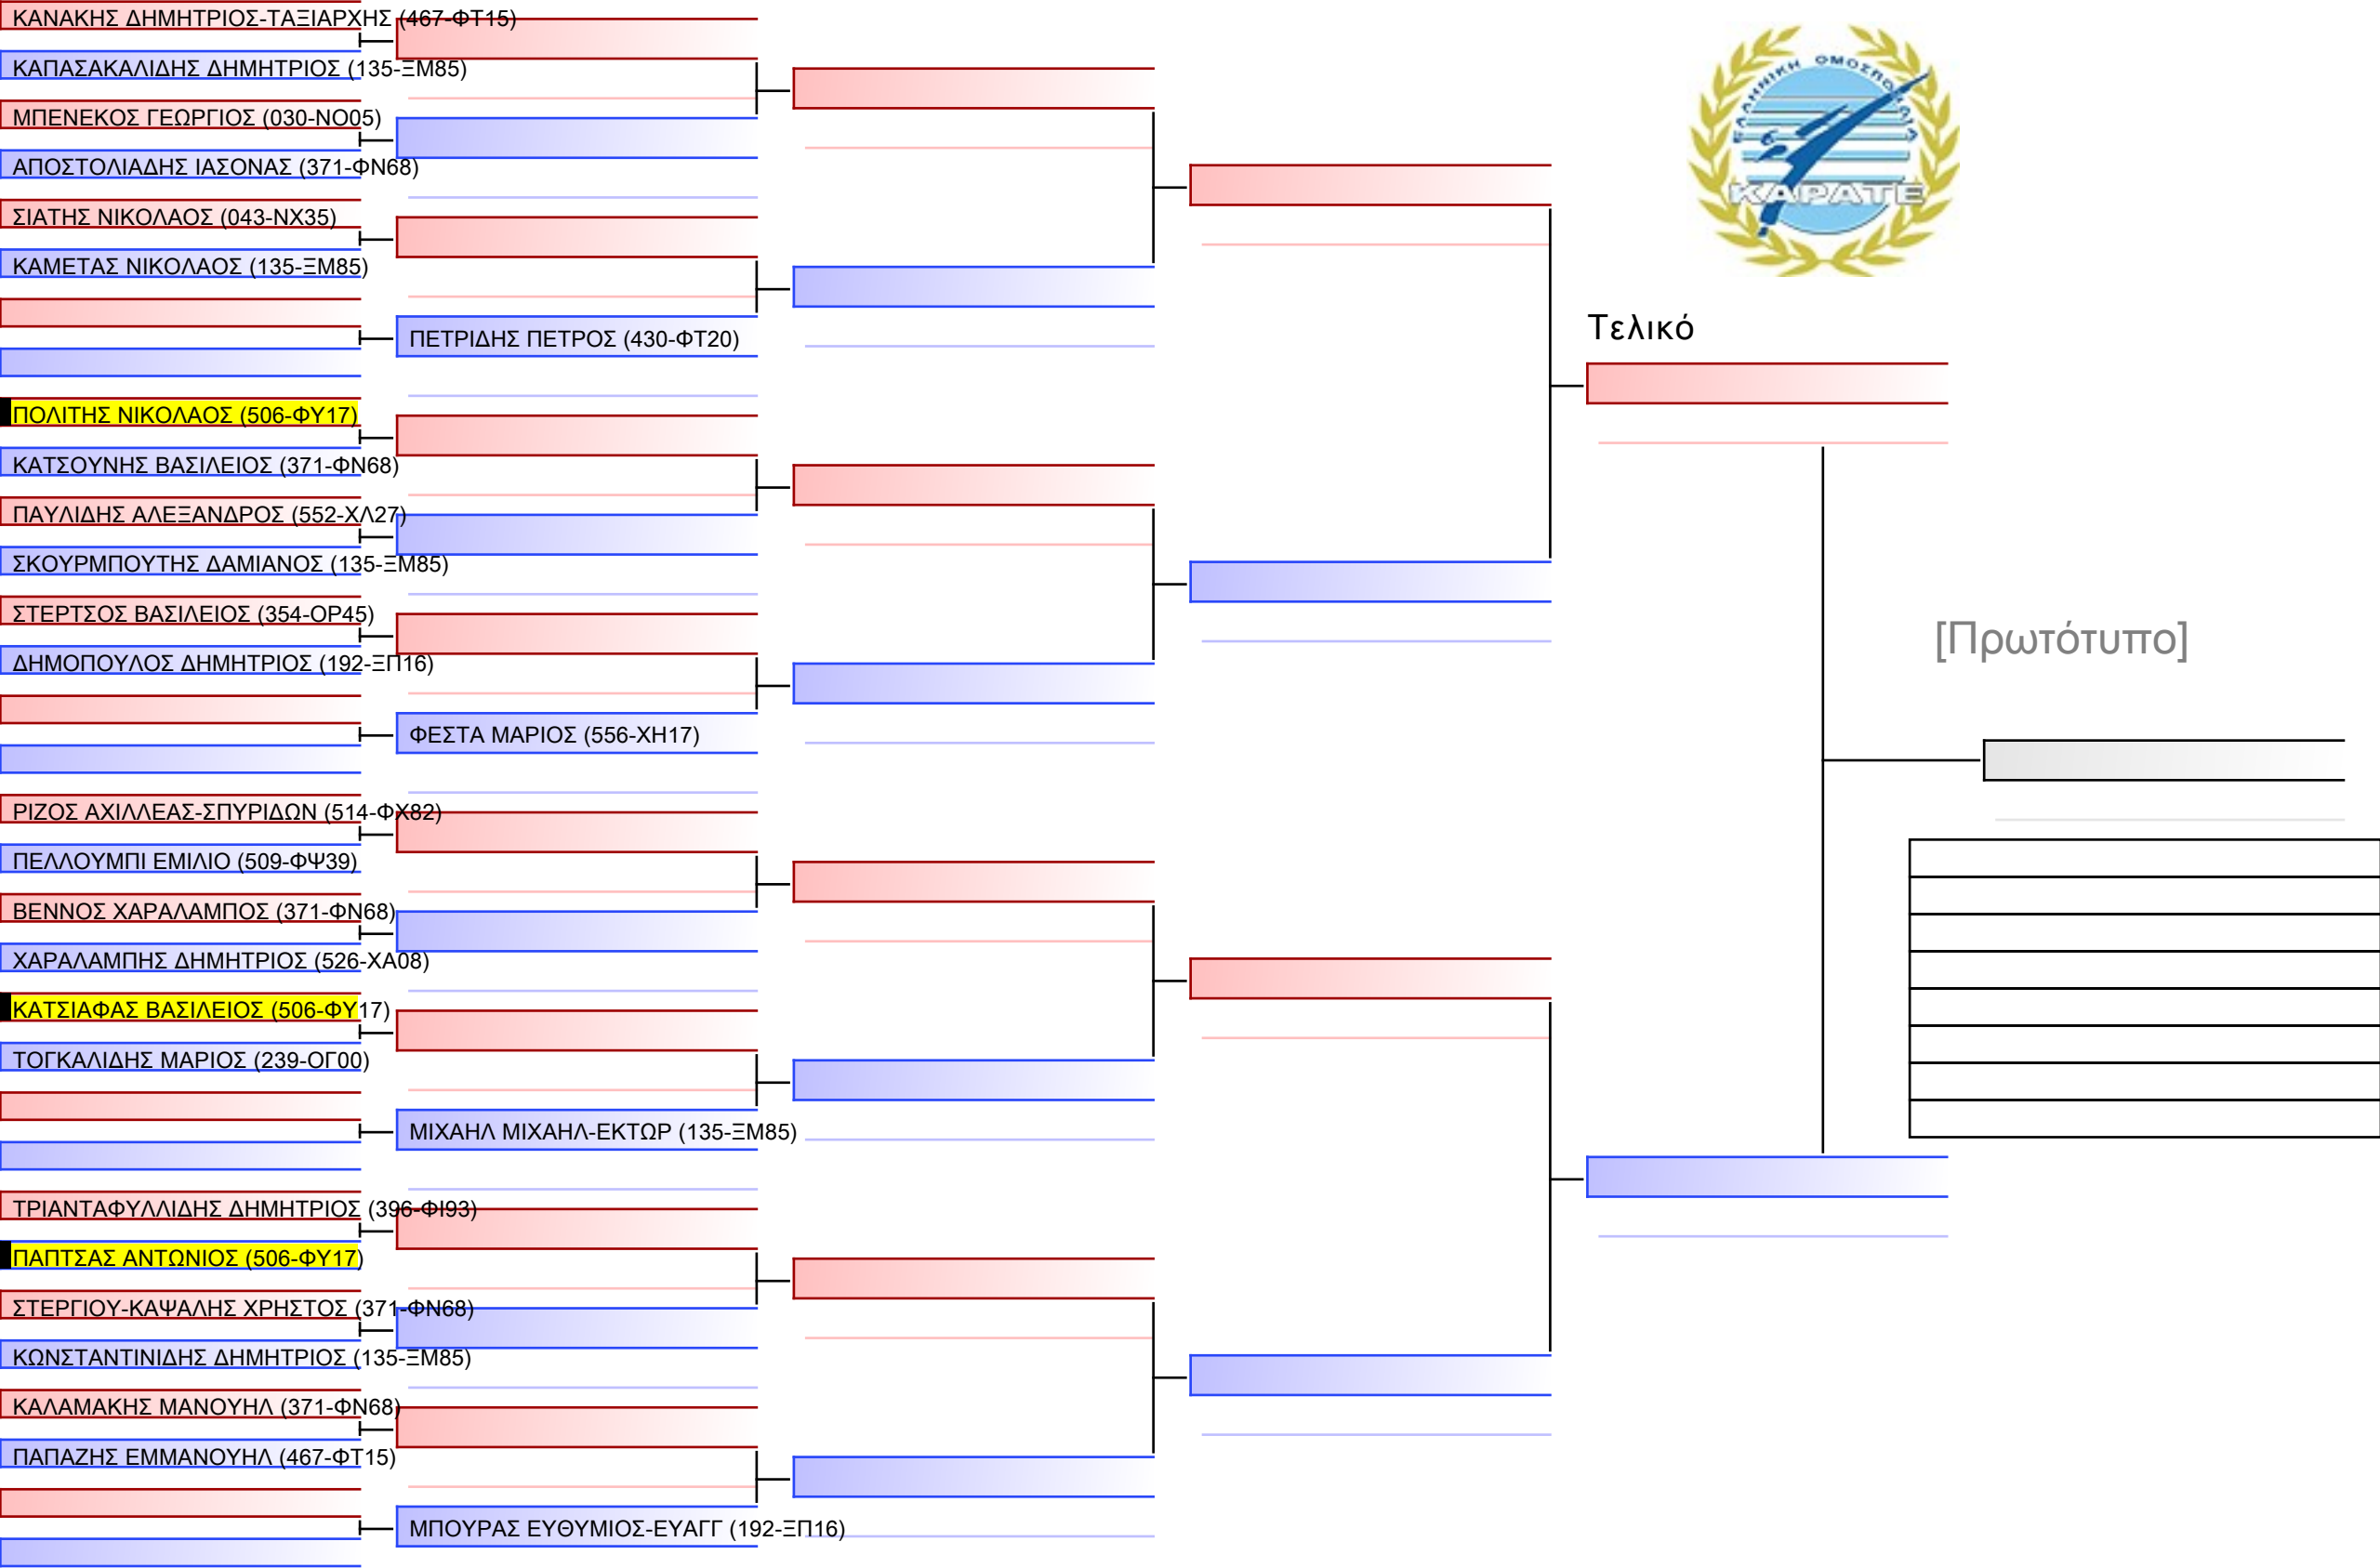 ΚΑΝΑΚΗΣ ΔΗΜΗΤΡΙΟΣ-ΤΑΞΙΑΡΧΗΣ (467-ΦΤ15)
ΚΑΠΑΣΑΚΑΛΙΔΗΣ ΔΗΜΗΤΡΙΟΣ (135-ΞΜ85)
ΜΠΕΝΕΚΟΣ ΓΕΩΡΓΙΟΣ (030-ΝΟ05)
ΑΠΟΣΤΟΛΙΑΔΗΣ ΙΑΣΟΝΑΣ (371-ΦΝ68)
ΣΙΑΤΗΣ ΝΙΚΟΛΑΟΣ (043-ΝΧ35)
ΚΑΜΕΤΑΣ ΝΙΚΟΛΑΟΣ (135-ΞΜ85)
ΠΕΤΡΙΔΗΣ ΠΕΤΡΟΣ (430-ΦΤ20)
ΠΟΛΙΤΗΣ ΝΙΚΟΛΑΟΣ (506-ΦΥ17)
ΚΑΤΣΟΥΝΗΣ ΒΑΣΙΛΕΙΟΣ (371-ΦΝ68)
ΠΑΥΛΙΔΗΣ ΑΛΕΞΑΝΔΡΟΣ (552-ΧΛ27)
ΣΚΟΥΡΜΠΟΥΤΗΣ ΔΑΜΙΑΝΟΣ (135-ΞΜ85)
ΣΤΕΡΤΣΟΣ ΒΑΣΙΛΕΙΟΣ (354-ΟΡ45)
ΔΗΜΟΠΟΥΛΟΣ ΔΗΜΗΤΡΙΟΣ (192-ΞΠ16)
ΦΕΣΤΑ ΜΑΡΙΟΣ (556-ΧΗ17)
ΡΙΖΟΣ ΑΧΙΛΛΕΑΣ-ΣΠΥΡΙΔΩΝ (514-ΦΧ82)
ΠΕΛΛΟΥΜΠΙ ΕΜΙΛΙΟ (509-ΦΨ39)
ΒΕΝΝΟΣ ΧΑΡΑΛΑΜΠΟΣ (371-ΦΝ68)
ΧΑΡΑΛΑΜΠΗΣ ΔΗΜΗΤΡΙΟΣ (526-ΧΑ08)
ΚΑΤΣΙΑΦΑΣ ΒΑΣΙΛΕΙΟΣ (506-ΦΥ17)
ΤΟΓΚΑΛΙΔΗΣ ΜΑΡΙΟΣ (239-ΟΓ00)
ΜΙΧΑΗΛ ΜΙΧΑΗΛ-ΕΚΤΩΡ (135-ΞΜ85)
ΤΡΙΑΝΤΑΦΥΛΛΙΔΗΣ ΔΗΜΗΤΡΙΟΣ (396-ΦΙ93)
ΠΑΠΤΣΑΣ ΑΝΤΩΝΙΟΣ (506-ΦΥ17)
ΣΤΕΡΓΙΟΥ-ΚΑΨΑΛΗΣ ΧΡΗΣΤΟΣ (371-ΦΝ68)
ΚΩΝΣΤΑΝΤΙΝΙΔΗΣ ΔΗΜΗΤΡΙΟΣ (135-ΞΜ85)
ΚΑΛΑΜΑΚΗΣ ΜΑΝΟΥΗΛ (371-ΦΝ68)
ΠΑΠΑΖΗΣ ΕΜΜΑΝΟΥΗΛ (467-ΦΤ15)
ΜΠΟΥΡΑΣ ΕΥΘΥΜΙΟΣ-ΕΥΑΓΓ (192-ΞΠ16)
ΕΛΛΗΝΙΚΗ ΟΜΟΣΠΟΝΔΙΑ
ΚΑΡΑΤΕ
Τελικό
[Πρωτότυπο]